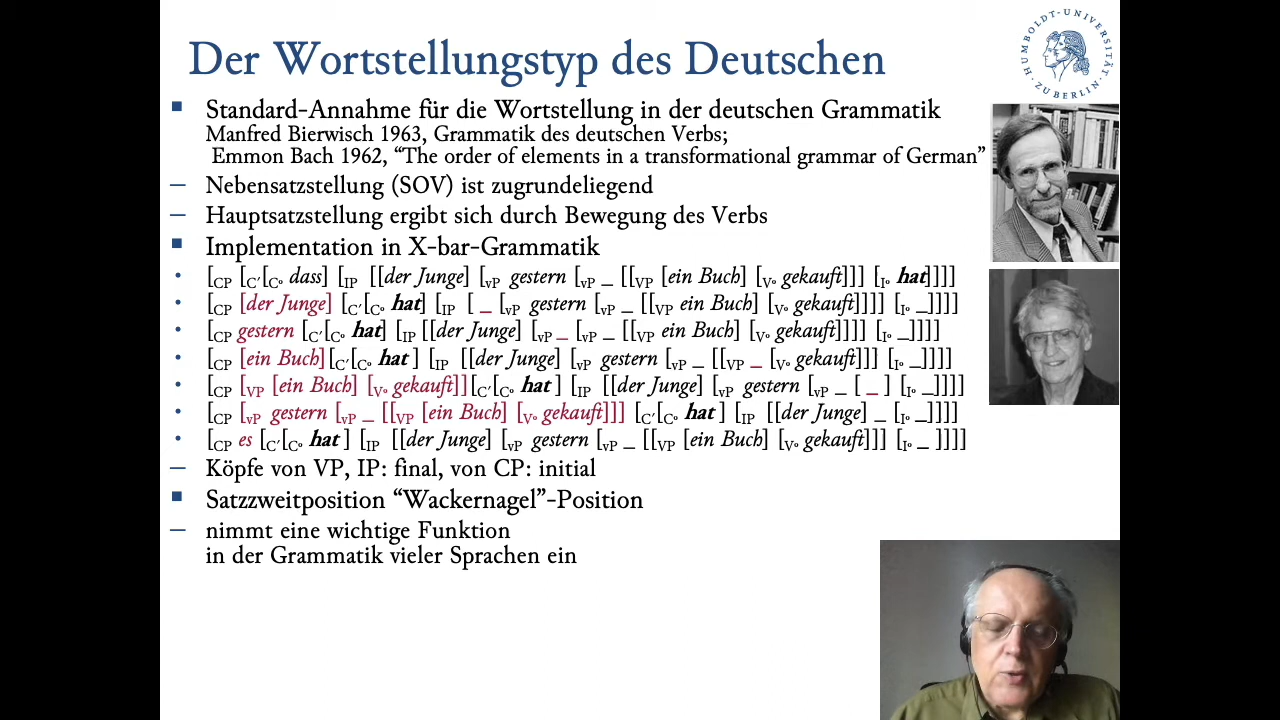 Der Wortstellungstyp des Deutschen
HUMBOLDT-UNIVERSITÄT · ZU BERLIN ·
▪ Standard-Annahme für die Wortstellung in der deutschen Grammatik
Manfred Bierwisch 1963, Grammatik des deutschen Verbs;
Emmon Bach 1962, “The order of elements in a transformational grammar of German”
– Nebensatzstellung (SOV) ist zugrundeliegend
– Hauptsatzstellung ergibt sich durch Bewegung des Verbs
▪ Implementation in X-bar-Grammatik
• [CP [C′[C° dass] [IP [[der Junge] [vP gestern [vP _ [[VP [ein Buch] [V° gekauft]]] [I° hat]]]]
• [CP [der Junge] [C′[C° hat] [IP [ _ [vP gestern [vP _ [[VP ein Buch] [V° gekauft]]]] [I° _]]]]
• [CP gestern [C′[C° hat] [IP [[der Junge] [vP _ [vP _ [[VP ein Buch] [V° gekauft]]]] [I° _]]]]
• [CP [ein Buch][C′[C° hat ] [IP [[der Junge] [vP gestern [vP _ [[VP _ [V° gekauft]]] [I° _]]]]
• [CP [VP [ein Buch] [V° gekauft]][C′[C° hat ] [IP [[der Junge] [vP gestern [vP _ [ _ ] [I° _]]]]
• [CP [vP gestern [vP _ [[VP [ein Buch] [V° gekauft]]] [C′[C° hat ] [IP [[der Junge] _ [I° _]]]]
• [CP es [C′[C° hat ] [IP [[der Junge] [vP gestern [vP _ [[VP [ein Buch] [V° gekauft]]] [I° _ ]]]]
– Köpfe von VP, IP: final, von CP: initial
▪ Satzzweitposition “Wackernagel”-Position
– nimmt eine wichtige Funktion
in der Grammatik vieler Sprachen ein